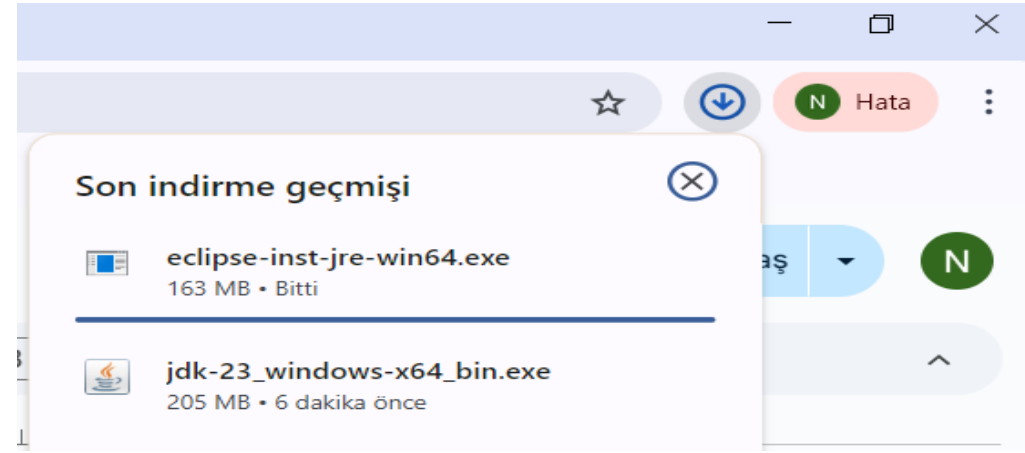 N Hata
Son indirme geçmişi
eclipse-inst-jre-win64.exe
163 MB • Bitti
aş
N
jdk-23_windows-x64_bin.exe
205 MB • 6 dakika önce